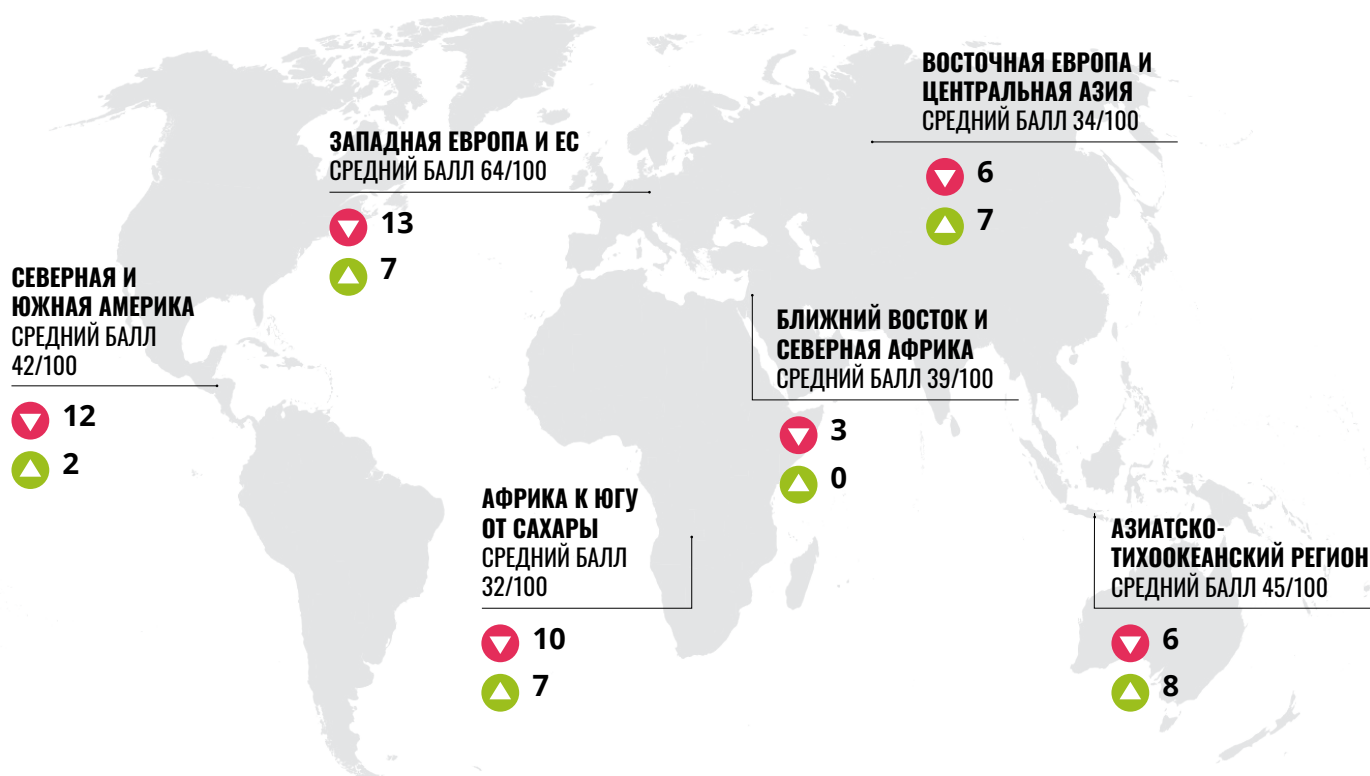 ВОСТОЧНАЯ ЕВРОПА И
ЦЕНТРАЛЬНАЯ АЗИЯ
СРЕДНИЙ БАЛЛ 34/100
6
7
ЗАПАДНАЯ ЕВРОПА И ЕС
СРЕДНИЙ БАЛЛ 64/100
13
7
СЕВЕРНАЯ И
ЮЖНАЯ АМЕРИКА
СРЕДНИЙ БАЛЛ
42/100
12
2
БЛИЖНИЙ ВОСТОК И
СЕВЕРНАЯ АФРИКА
СРЕДНИЙ БАЛЛ 39/100
3
0
АФРИКА К ЮГУ
ОТ САХАРЫ
СРЕДНИЙ БАЛЛ
32/100
10
7
АЗИАТСКО-
ТИХООКЕАНСКИЙ РЕГИОН
СРЕДНИЙ БАЛЛ 45/100
6
8